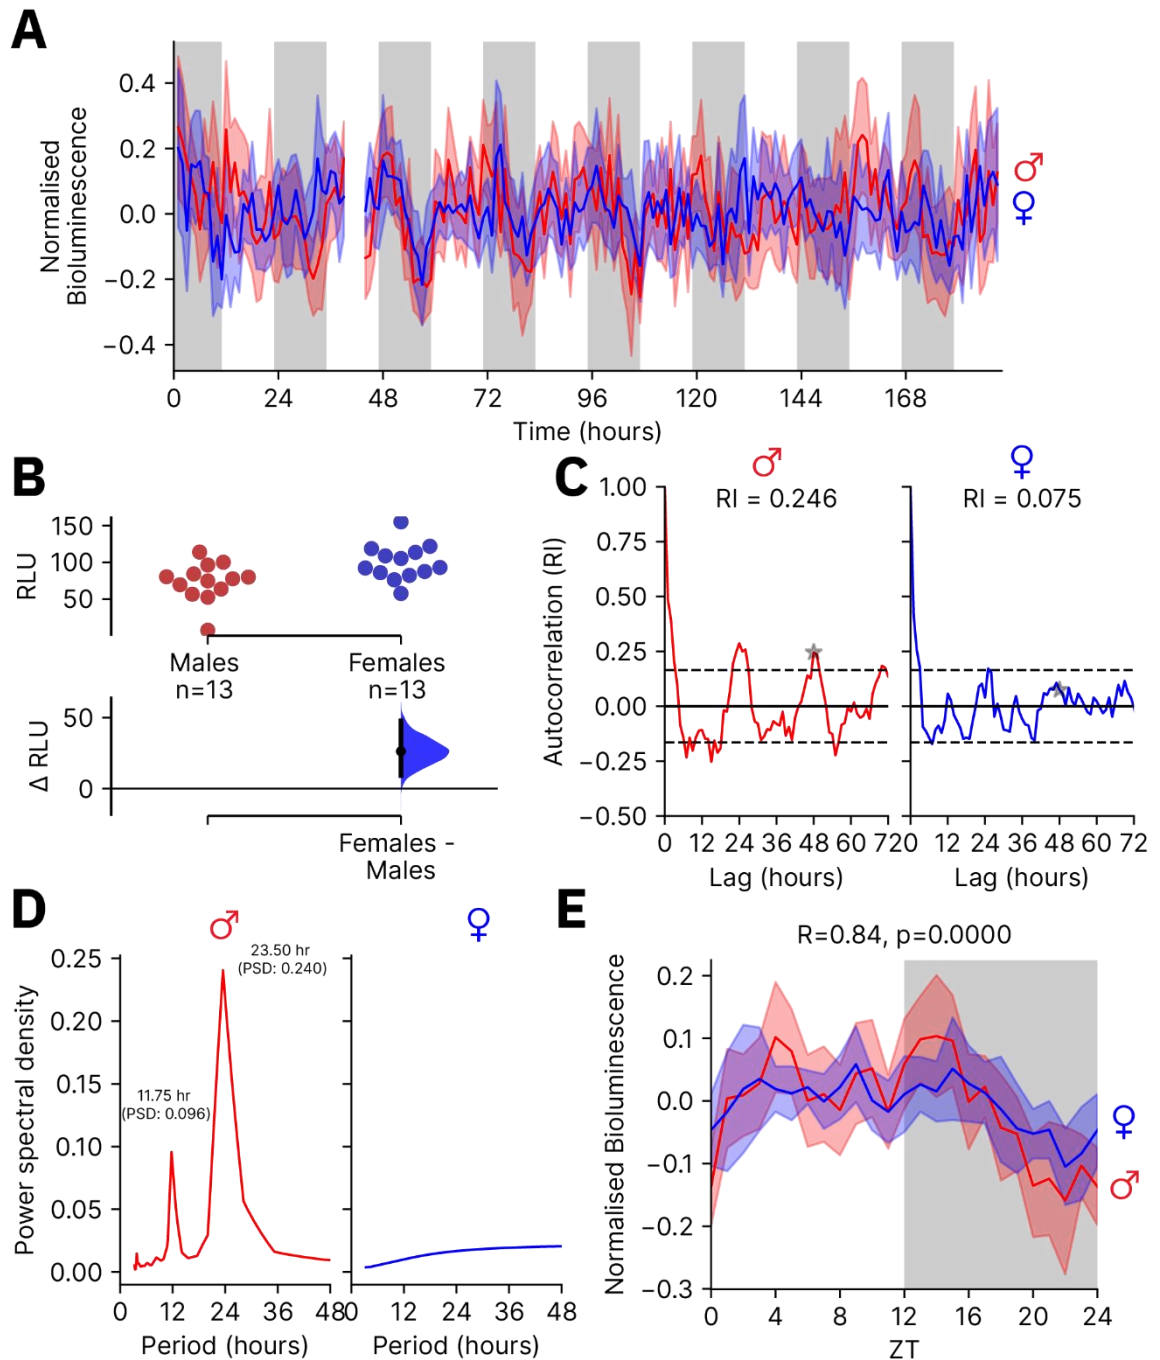 A
0.4
0.2
0.0
−0.2
−0.4
Normalised
Bioluminescence
♂
♀
0 24 48 72 96 120 144 168
Time (hours)
B
150
100
50
RLU
Males
n=13
Females
n=13
50
0
Δ RLU
Females -
Males
C
♂
♀
RI = 0.246
RI = 0.075
1.00
0.75
0.50
0.25
0.00
−0.25
−0.50
Autocorrelation (RI)
0 12 24 36 48 60 72
0 12 24 36 48 60 72
Lag (hours)
Lag (hours)
D
♂
♀
23.50 hr
(PSD: 0.240)
11.75 hr
(PSD: 0.096)
0.25
0.20
0.15
0.10
0.05
0.00
Power spectral density
0 12 24 36 48
0 12 24 36 48
Period (hours)
Period (hours)
E
R=0.84, p=0.0000
0.2
0.1
0.0
−0.1
−0.2
−0.3
Normalised Bioluminescence
♀
♂
0 4 8 12 16 20 24
ZT